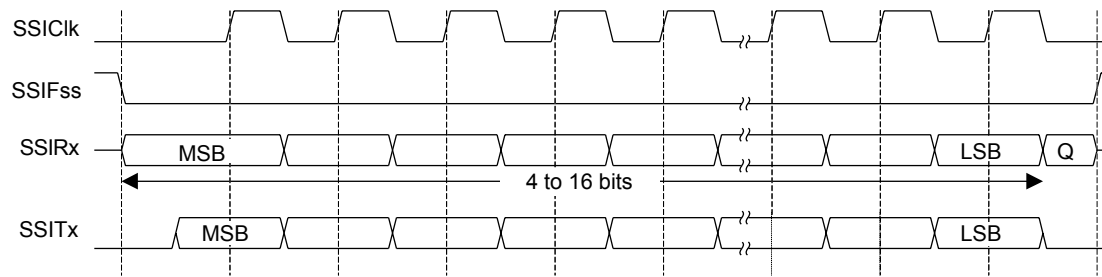 SSIClk
SSIFss
SSIRx MSB LSB Q
4 to 16 bits
SSITx MSB LSB